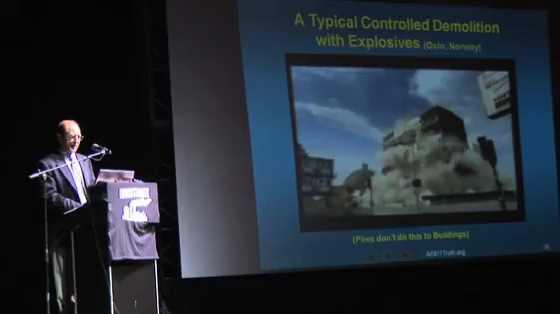 A Typical Controlled Demolition
with Explosives (Oslo, Norway)
(Fires don't do this to Buildings)
AE911Truth.org